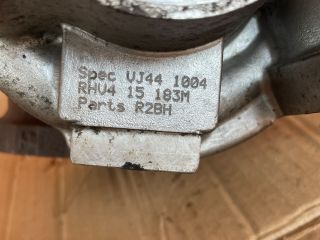 Spec VJ44 1004
RHV4 15 183M
Parts R2BH